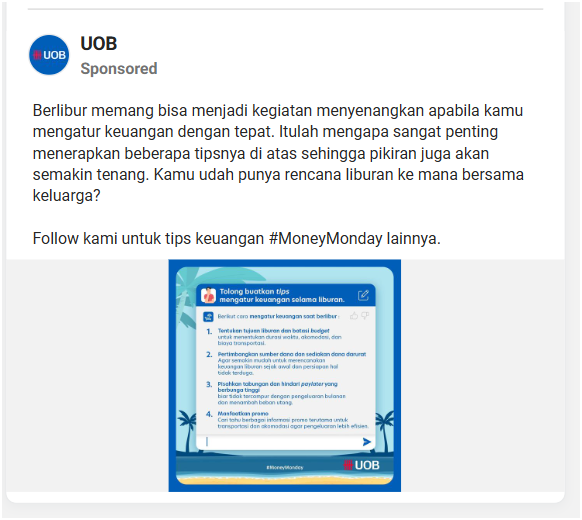 UOB
UOB
Sponsored
Berlibur memang bisa menjadi kegiatan menyenangkan apabila kamu
mengatur keuangan dengan tepat. Itulah mengapa sangat penting
menerapkan beberapa tipsnya di atas sehingga pikiran juga akan
semakin tenang. Kamu udah punya rencana liburan ke mana bersama
keluarga?
Follow kami untuk tips keuangan #MoneyMonday lainnya.
Tolong buatkan tips
mengatur keuangan selama liburan.
Berikut cara mengatur keuangan saat berlibur:
1. Tentukan tujuan liburan dan batasi budget
untuk menentukan durasi waktu, akomodasi, dan
biaya transportasi.
2. Pertimbangkan sumber dana dan sediakan dana darurat
Agar semakin mudah untuk merencanakan
keuangan liburan sejak awal dan persiapan hal
tidak terduga.
3. Pisahkan tabungan dan hindari paylater yang
berbunga tinggi
biar tidak tercampur dengan pengeluaran bulanan
dan menambah beban utang.
4. Manfaatkan promo
Cari tahu berbagai informasi promo terutama untuk
transportasi dan akomodasi agar pengeluaran lebih efisien.
#MoneyMonday
UOB